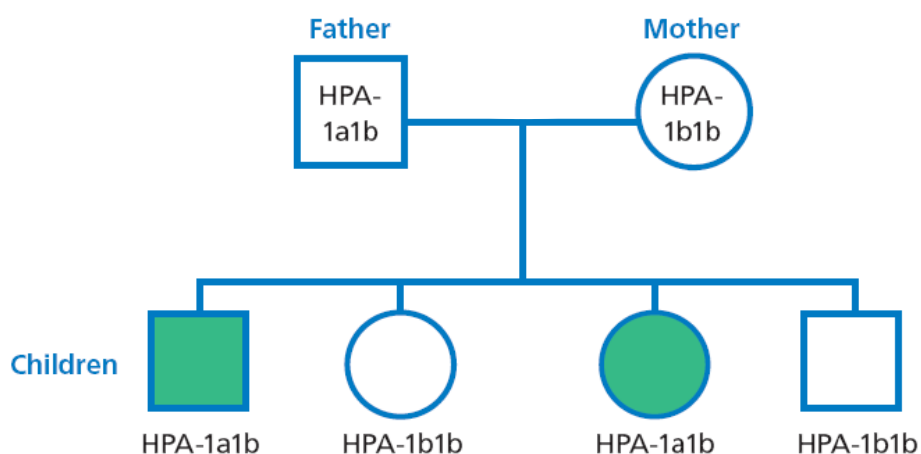 Father
Mother
HPA-
1a1b
HPA-
1b1b
Children
HPA-1a1b
HPA-1b1b
HPA-1a1b
HPA-1b1b